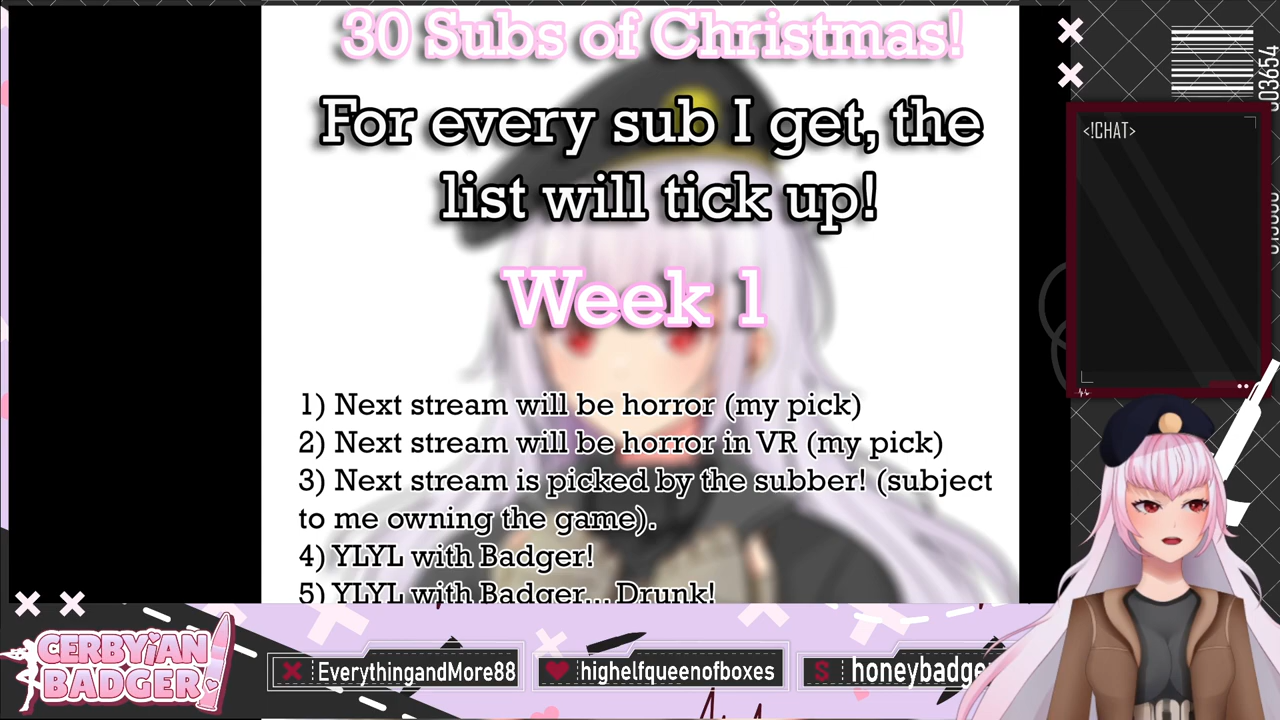 30 Subs of Christmas!
For every sub I get, the
list will tick up!
Week 1
1) Next stream will be horror (my pick)
2) Next stream will be horror in VR (my pick)
3) Next stream is picked by the subber! (subject
to me owning the game).
4) YLYL with Badger!
5) YLYL with Badger... Drunk!
<!CHAT>
CERBYiAN
BADGER
EverythingandMore88
highelfqueenofboxes
honeybadge